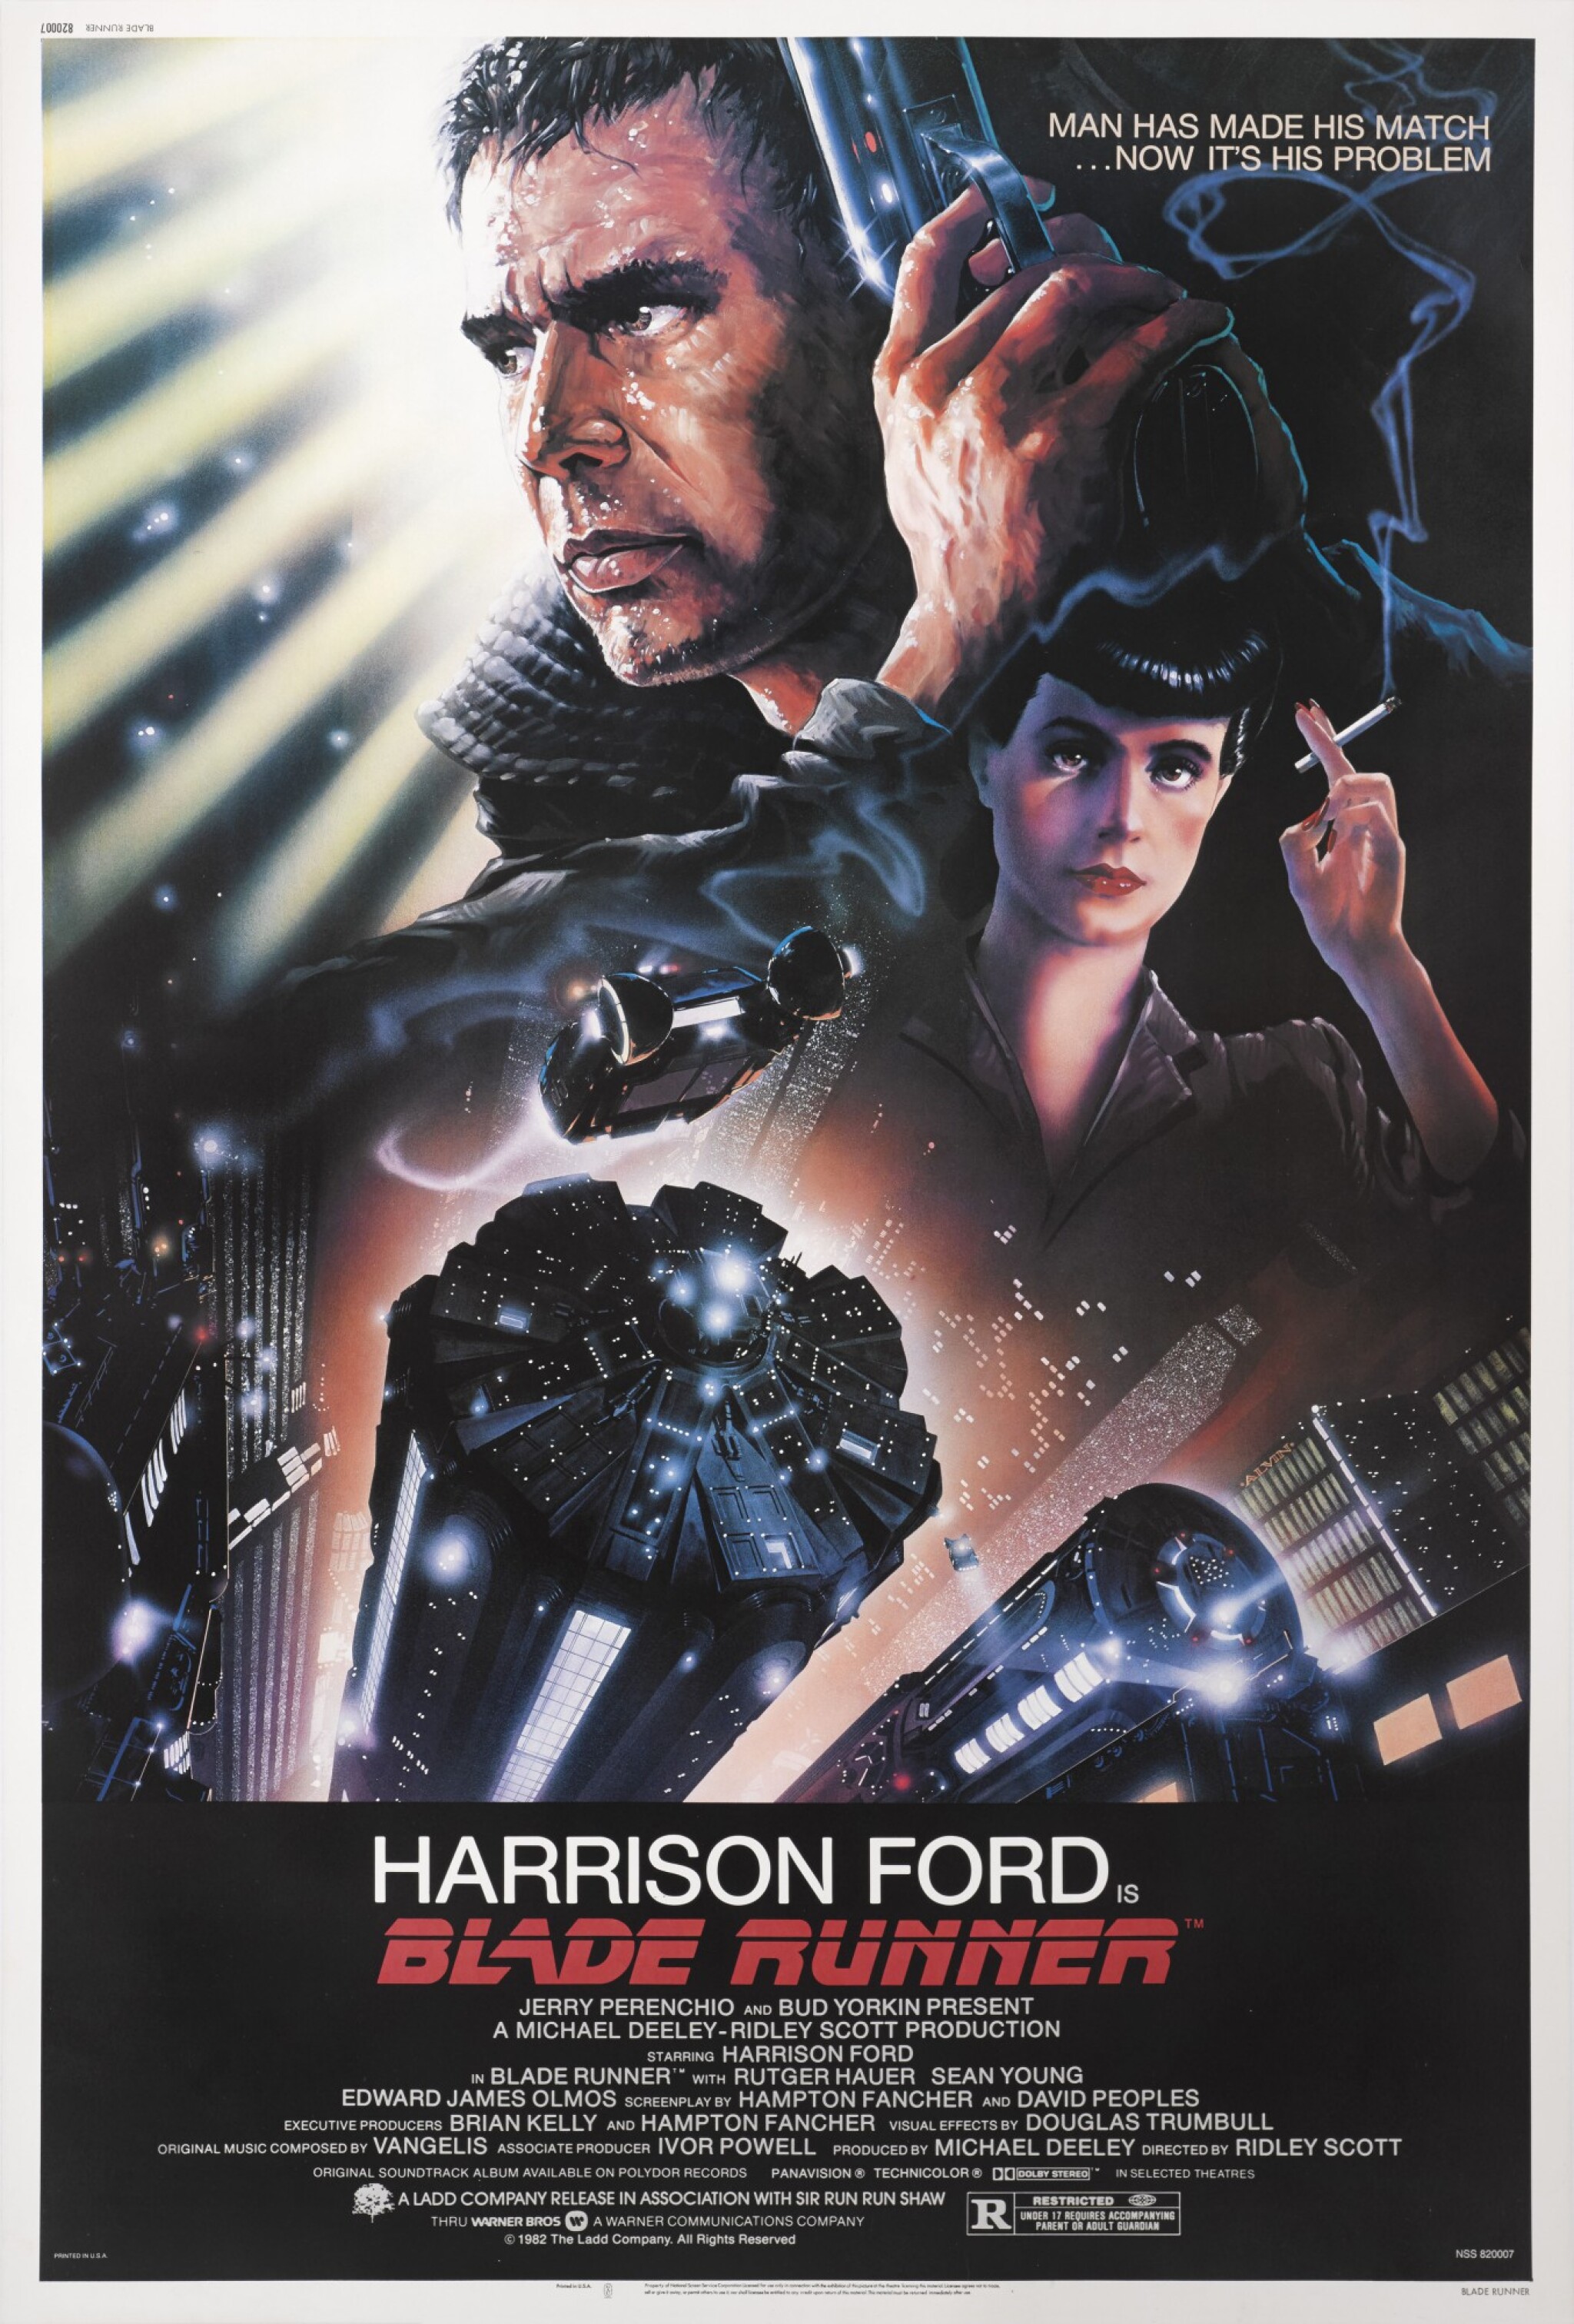 BLADE RUNNER 820007
MAN HAS MADE HIS MATCH
...NOW IT'S HIS PROBLEM
ALVIN
HARRISON FORD IS
BLADE RUNNER™
JERRY PERENCHIO AND BUD YORKIN PRESENT
A MICHAEL DEELEY-RIDLEY SCOTT PRODUCTION
STARRING HARRISON FORD
IN BLADE RUNNER™ WITH RUTGER HAUER SEAN YOUNG
EDWARD JAMES OLMOS SCREENPLAY BY HAMPTON FANCHER AND DAVID PEOPLES
EXECUTIVE PRODUCERS BRIAN KELLY AND HAMPTON FANCHER VISUAL EFFECTS BY DOUGLAS TRUMBULL
ORIGINAL MUSIC COMPOSED BY VANGELIS ASSOCIATE PRODUCER IVOR POWELL PRODUCED BY MICHAEL DEELEY DIRECTED BY RIDLEY SCOTT
ORIGINAL SOUNDTRACK ALBUM AVAILABLE ON POLYDOR RECORDS PANAVISION® TECHNICOLOR® DOLBY STEREO™ IN SELECTED THEATRES
A LADD COMPANY RELEASE IN ASSOCIATION WITH SIR RUN RUN SHAW
THRU WARNER BROS W A WARNER COMMUNICATIONS COMPANY
© 1982 The Ladd Company. All Rights Reserved
R RESTRICTED
UNDER 17 REQUIRES ACCOMPANYING
PARENT OR ADULT GUARDIAN
PRINTED IN U.S.A.
NSS 820007
Printed in U.S.A.
BLADE RUNNER